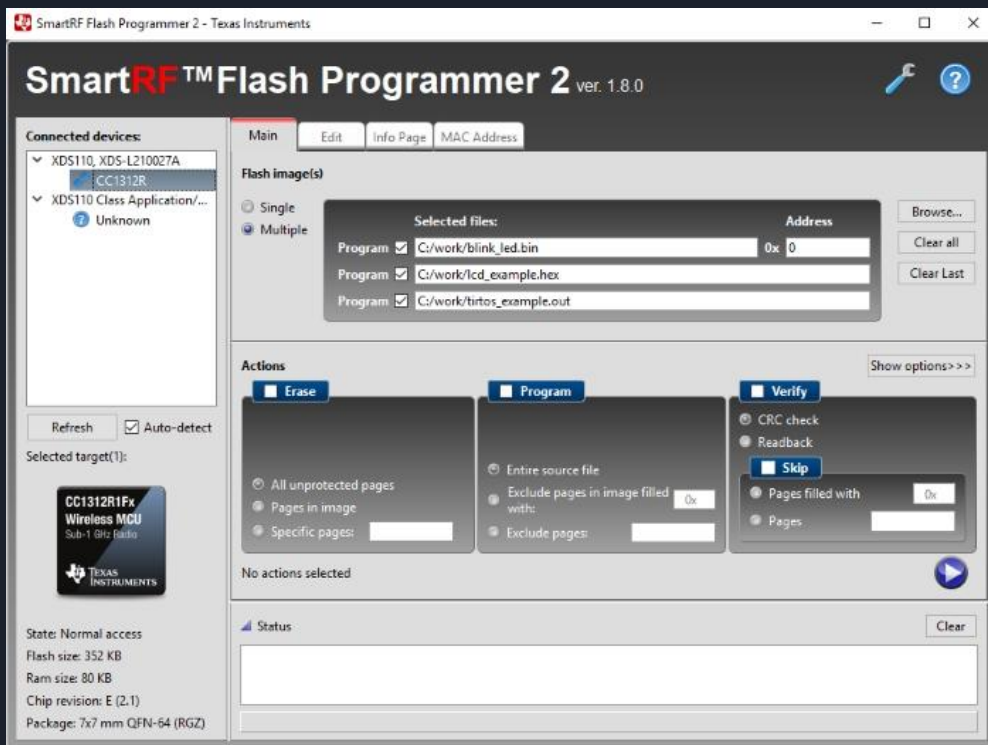 SmartRF Flash Programmer 2 - Texas Instruments
SmartRF™Flash Programmer 2 ver. 1.8.0
Connected devices:
XDS110, XDS-L210027A
CC1312R
XDS110 Class Application/...
Unknown
Refresh
Auto-detect
Selected target(1):
CC1312R1Fx
Wireless MCU
Sub-1 GHz Radio
TEXAS
INSTRUMENTS
State: Normal access
Flash size: 352 KB
Ram size: 80 KB
Chip revision: E (2.1)
Package: 7x7 mm QFN-64 (RGZ)
Main
Edit
Info Page
MAC Address
Flash image(s)
Single
Multiple
Selected files:
Address
Program C:/work/blink_led.bin 0x 0
Program C:/work/lcd_example.hex
Program C:/work/tirtos_example.out
Browse...
Clear all
Clear Last
Actions
Show options>>>
Erase
All unprotected pages
Pages in image
Specific pages:
Program
Entire source file
Exclude pages in image filled
with:
0x
Exclude pages:
Verify
CRC check
Readback
Skip
Pages filled with
0x
Pages
No actions selected
Status
Clear